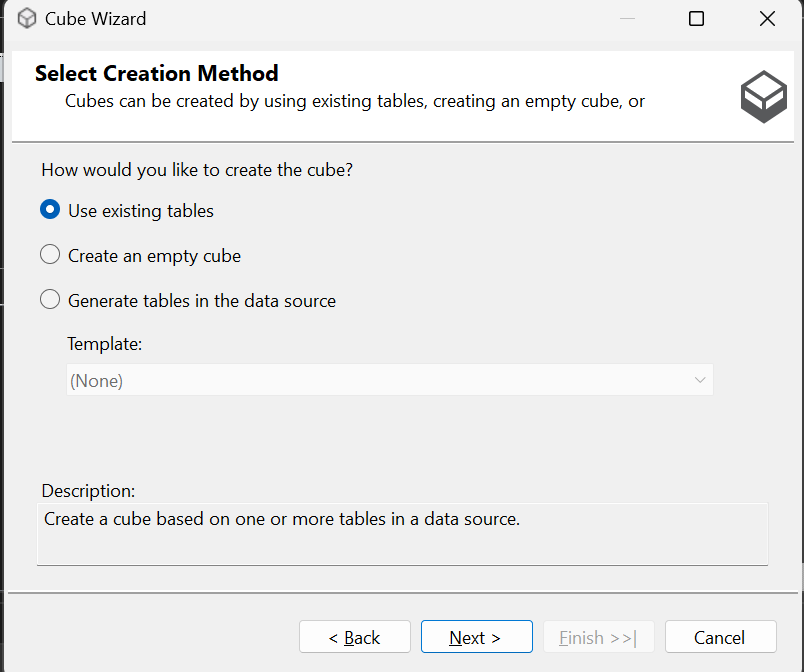 Cube Wizard
Select Creation Method
Cubes can be created by using existing tables, creating an empty cube, or
How would you like to create the cube?
Use existing tables
Create an empty cube
Generate tables in the data source
Template:
(None)
Description:
Create a cube based on one or more tables in a data source.
< Back Next > Finish >>| Cancel